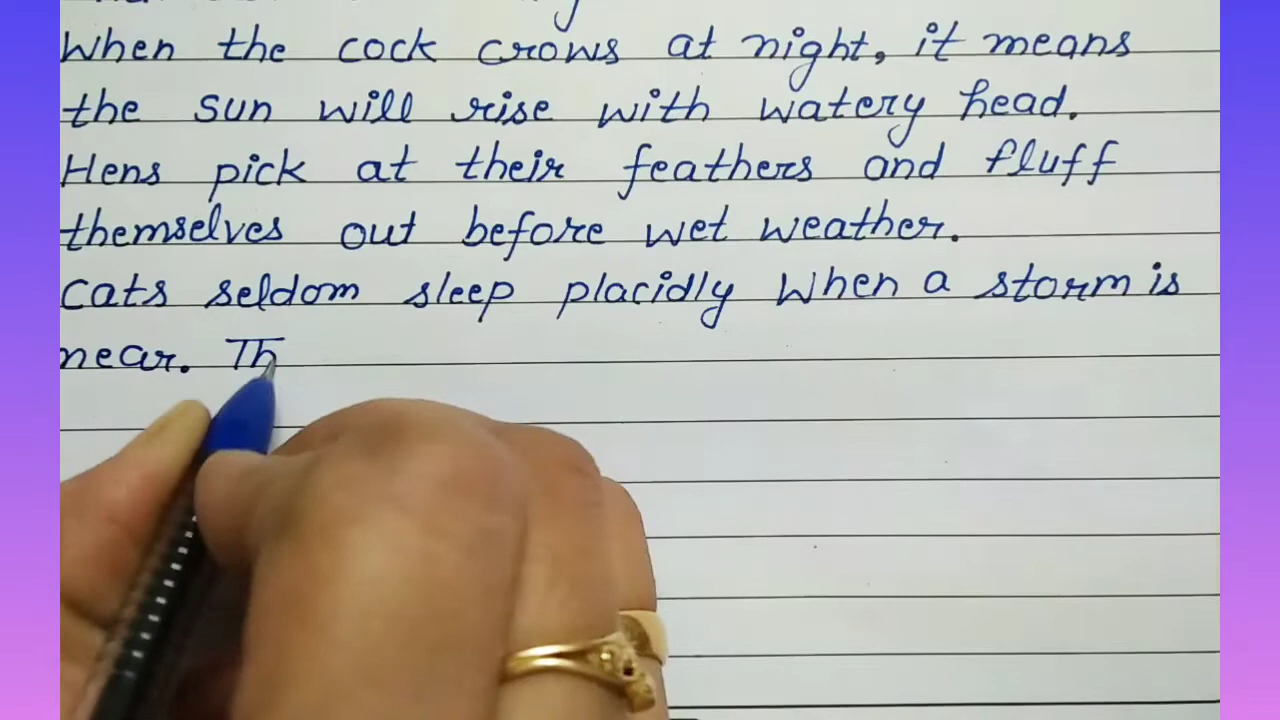 When the cock crows at night, it means
the sun will rise with watery head.
Hens pick at their feathers and fluff
themselves out before wet weather.
Cats seldom sleep placidly when a storm is
near. Th